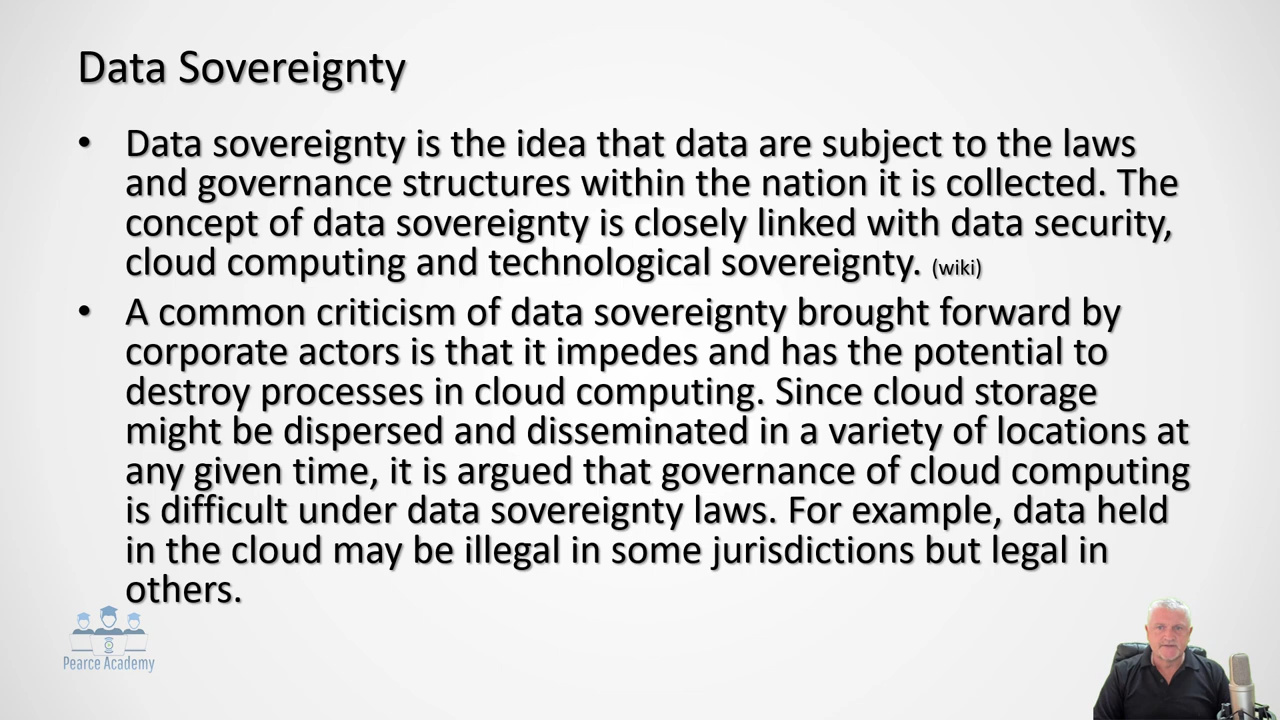 Data Sovereignty
• Data sovereignty is the idea that data are subject to the laws
and governance structures within the nation it is collected. The
concept of data sovereignty is closely linked with data security,
cloud computing and technological sovereignty. (wiki)
• A common criticism of data sovereignty brought forward by
corporate actors is that it impedes and has the potential to
destroy processes in cloud computing. Since cloud storage
might be dispersed and disseminated in a variety of locations at
any given time, it is argued that governance of cloud computing
is difficult under data sovereignty laws. For example, data held
in the cloud may be illegal in some jurisdictions but legal in
others.
Pearce Academy